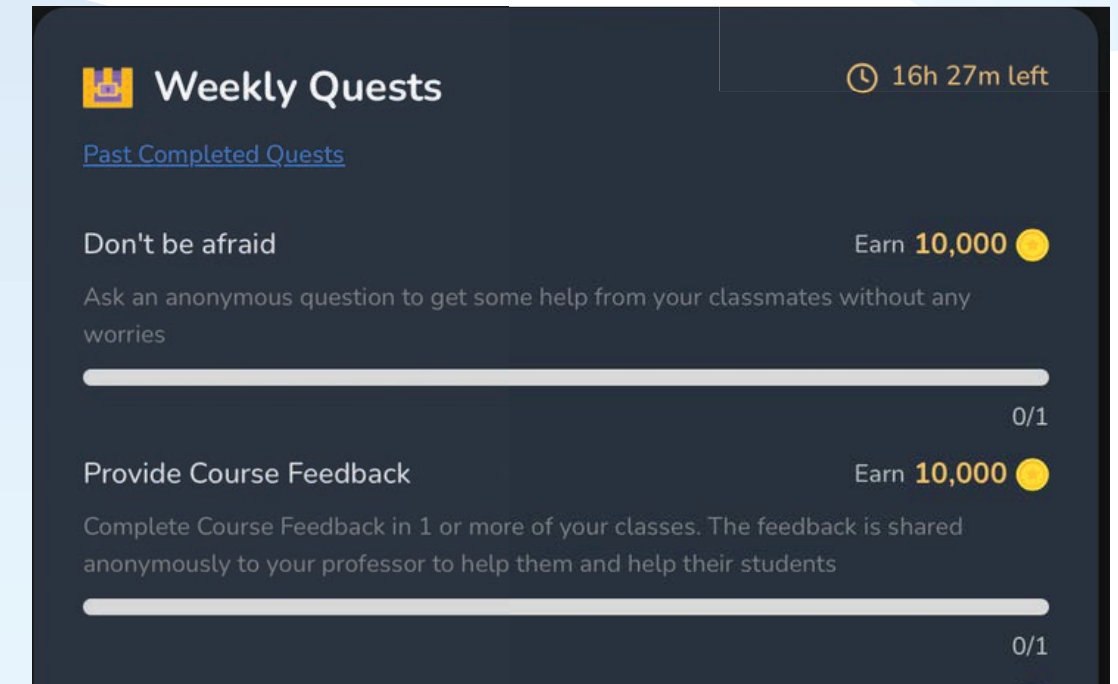 Weekly Quests
16h 27m left
Past Completed Quests
Don't be afraid
Earn 10,000
Ask an anonymous question to get some help from your classmates without any
worries
0/1
Provide Course Feedback
Earn 10,000
Complete Course Feedback in 1 or more of your classes. The feedback is shared
anonymously to your professor to help them and help their students
0/1